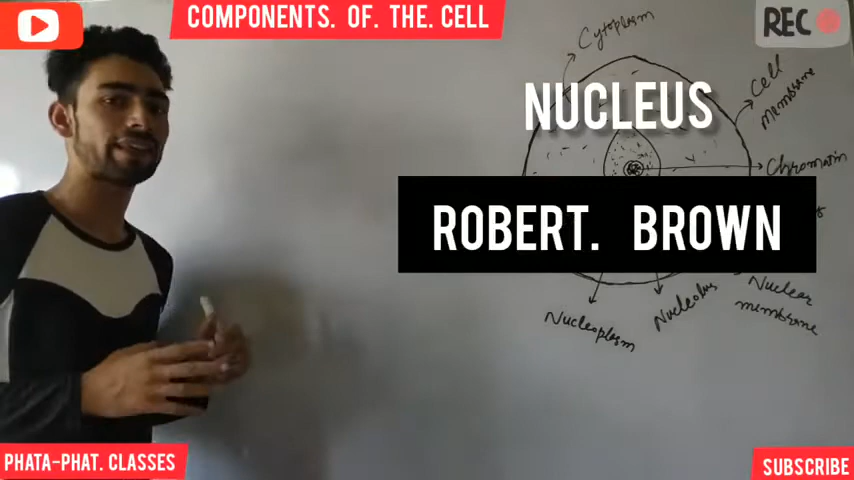 COMPONENTS. OF. THE. CELL
REC
Cytoplasm
Cell
membrane
NUCLEUS
Chromatin
ROBERT. BROWN
Nuclear
membrane
Nucleolus
Nucleoplasm
PHATA-PHAT. CLASSES
SUBSCRIBE